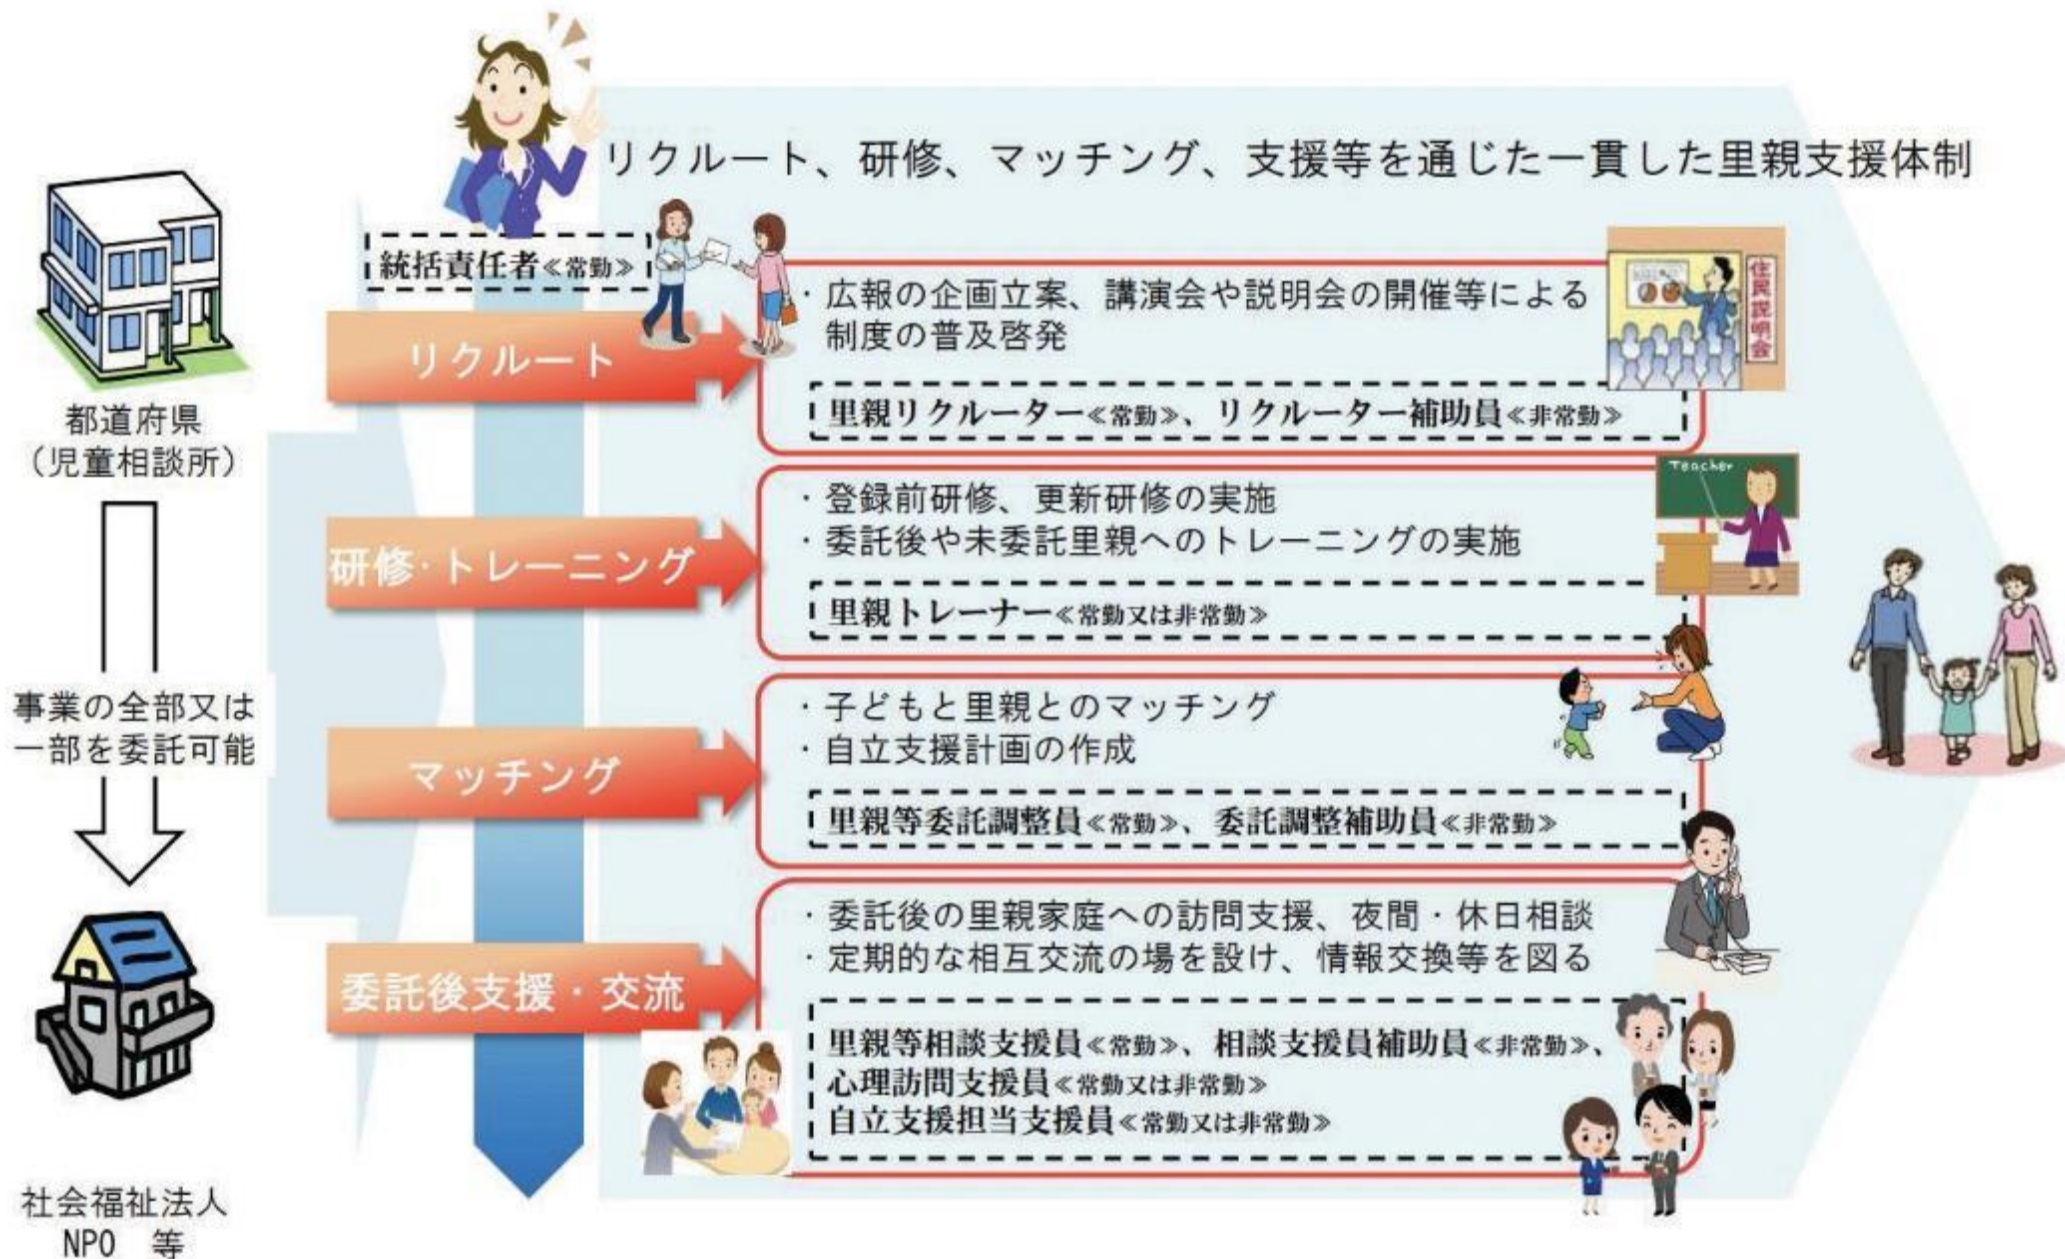 リクルート、研修、マッチング、支援等を通じた一貫した里親支援体制
統括責任者≪常勤≫
都道府県
（児童相談所）
事業の全部又は
一部を委託可能
社会福祉法人
NPO 等
リクルート
・広報の企画立案、講演会や説明会の開催等による
制度の普及啓発
里親リクルーター≪常勤≫、リクルーター補助員≪非常勤≫
住民説明会
研修・トレーニング
・登録前研修、更新研修の実施
・委託後や未委託里親へのトレーニングの実施
里親トレーナー≪常勤又は非常勤≫
Teacher
マッチング
・子どもと里親とのマッチング
・自立支援計画の作成
里親等委託調整員≪常勤≫、委託調整補助員≪非常勤≫
委託後支援・交流
・委託後の里親家庭への訪問支援、夜間・休日相談
・定期的な相互交流の場を設け、情報交換等を図る
里親等相談支援員≪常勤≫、相談支援員補助員≪非常勤≫、
心理訪問支援員≪常勤又は非常勤≫
自立支援担当支援員≪常勤又は非常勤≫